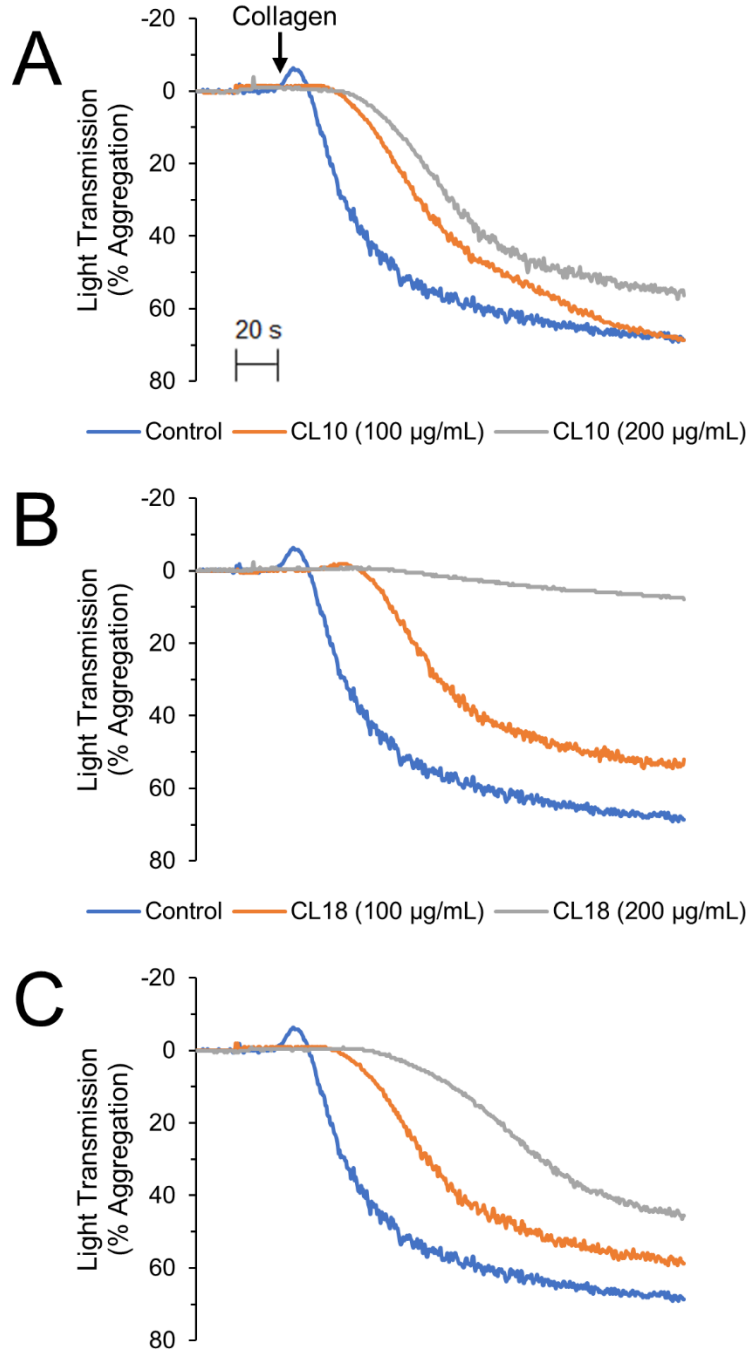 A
Collagen
-20
0
20
40
60
80
Light Transmission
(% Aggregation)
20 s
Control CL10 (100 µg/mL) CL10 (200 µg/mL)
B
-20
0
20
40
60
80
Light Transmission
(% Aggregation)
Control CL18 (100 µg/mL) CL18 (200 µg/mL)
C
-20
0
20
40
60
80
Light Transmission
(% Aggregation)